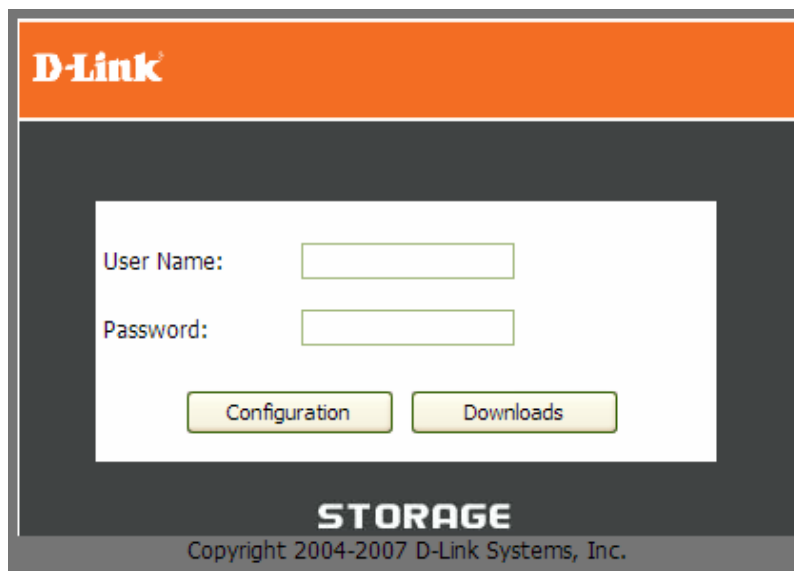 D-Link
User Name:
Password:
Configuration Downloads
STORAGE
Copyright 2004-2007 D-Link Systems, Inc.